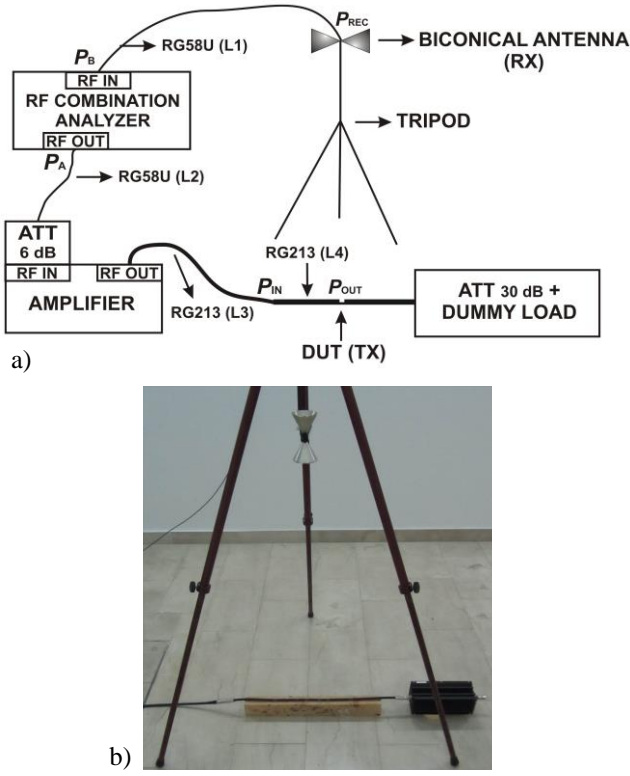 P_REC
P_B
RG58U (L1)
BICONICAL ANTENNA
(RX)
RF IN
RF COMBINATION
ANALYZER
RF OUT
TRIPOD
P_A
RG58U (L2)
ATT
6 dB
RF IN
RF OUT
AMPLIFIER
RG213 (L3)
RG213 (L4)
P_IN
P_OUT
ATT 30 dB +
DUMMY LOAD
DUT (TX)
a)
b)